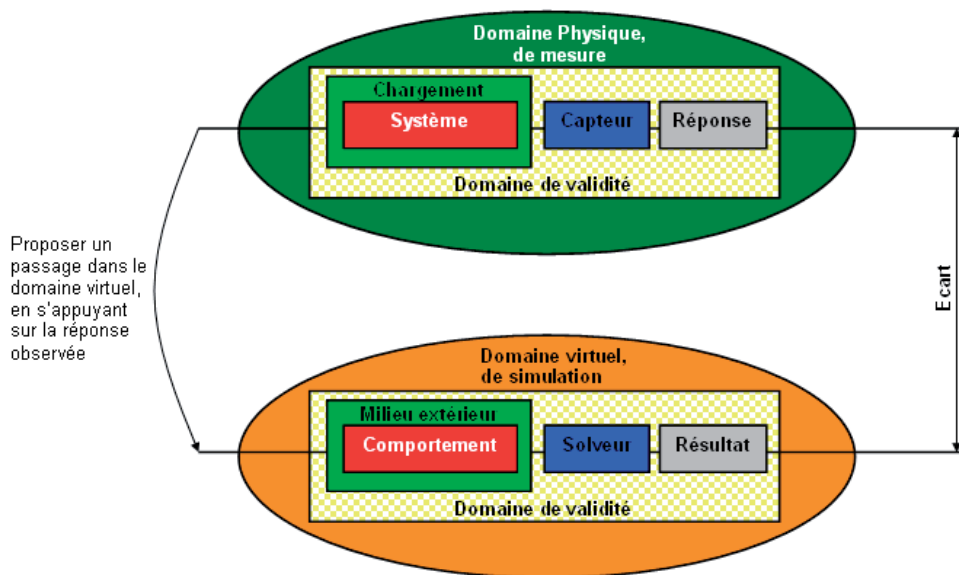 Domaine Physique,
de mesure
Chargement
Système
Capteur
Réponse
Domaine de validité
Proposer un
passage dans le
domaine virtuel,
en s'appuyant
sur la réponse
observée
Ecart
Domaine virtuel,
de simulation
Milieu extérieur
Comportement
Solveur
Résultat
Domaine de validité